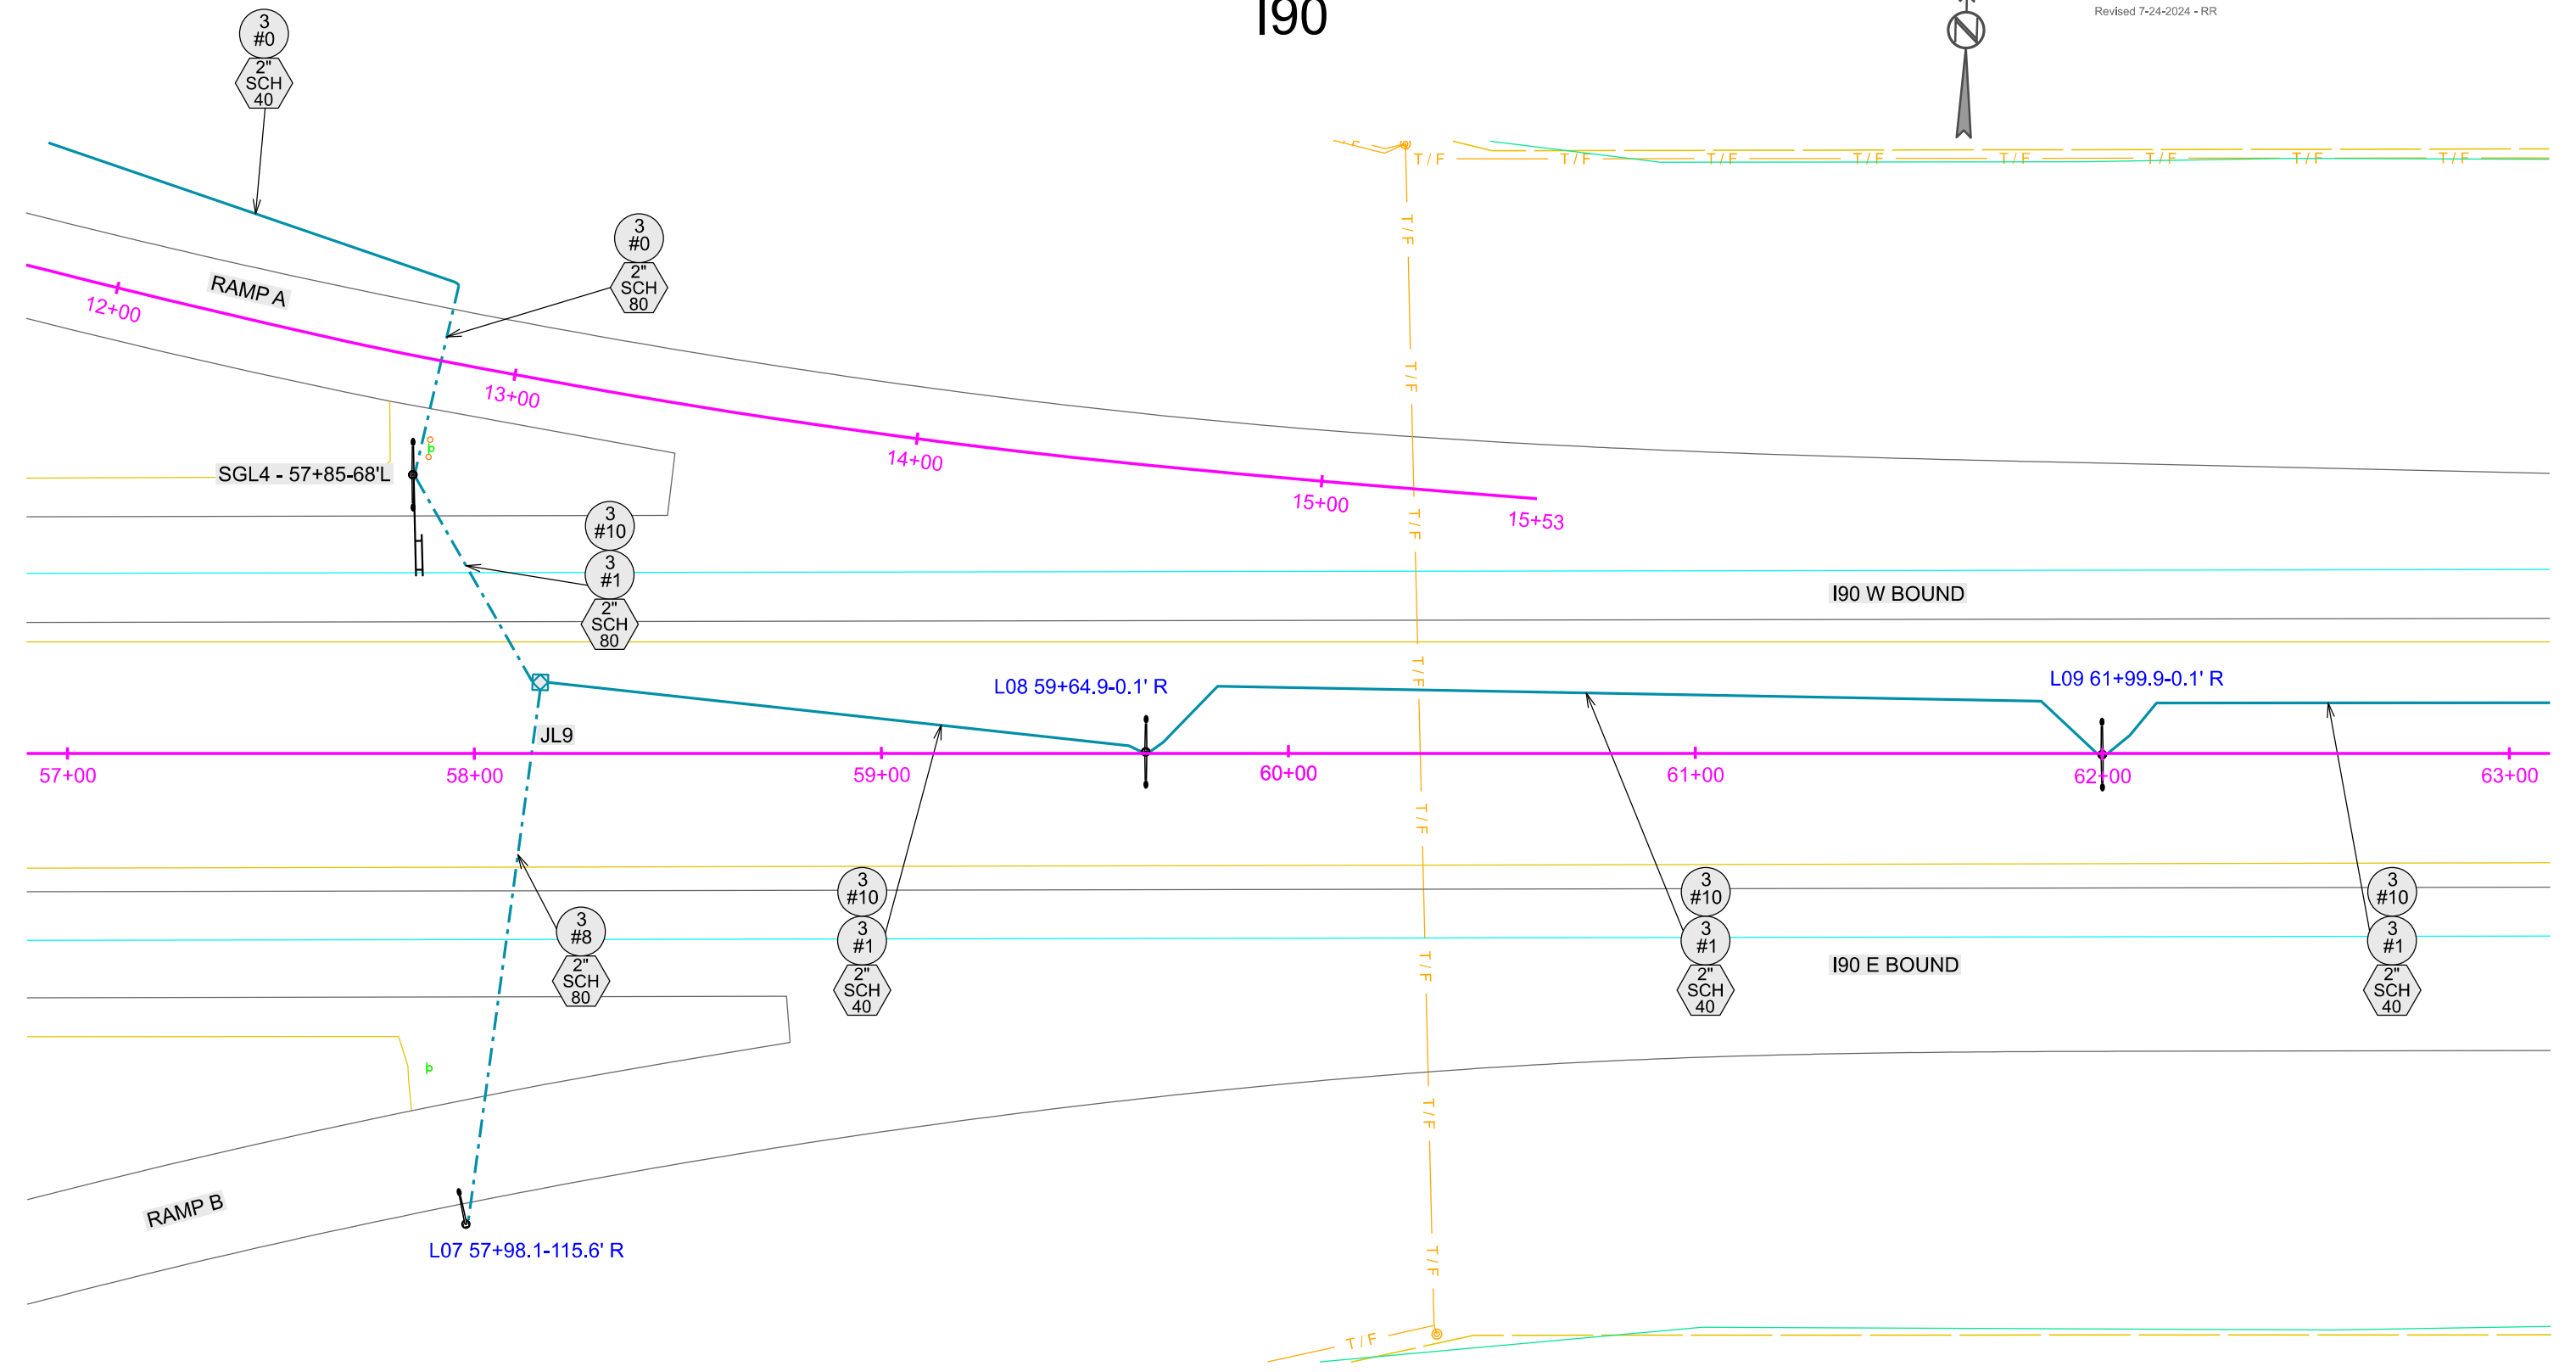 I90
Revised 7-24-2024 - RR
N
3
#0
2"
SCH
40
T / F
T / F
T / F
T / F
T / F
T / F
T / F
T / F
3
#0
2"
SCH
80
T / F
RAMP A
12+00
T / F
13+00
14+00
SGL4 - 57+85-68'L
p
15+00
15+53
T / F
3
#10
3
#1
2"
SCH
80
I90 W BOUND
T / F
L08 59+64.9-0.1' R
L09 61+99.9-0.1' R
JL9
57+00
58+00
59+00
60+00
61+00
62+00
63+00
T / F
3
#10
3
#1
2"
SCH
40
3
#10
3
#1
2"
SCH
40
3
#10
3
#1
2"
SCH
40
3
#8
2"
SCH
80
T / F
I90 E BOUND
p
T / F
RAMP B
L07 57+98.1-115.6' R
T / F
T / F